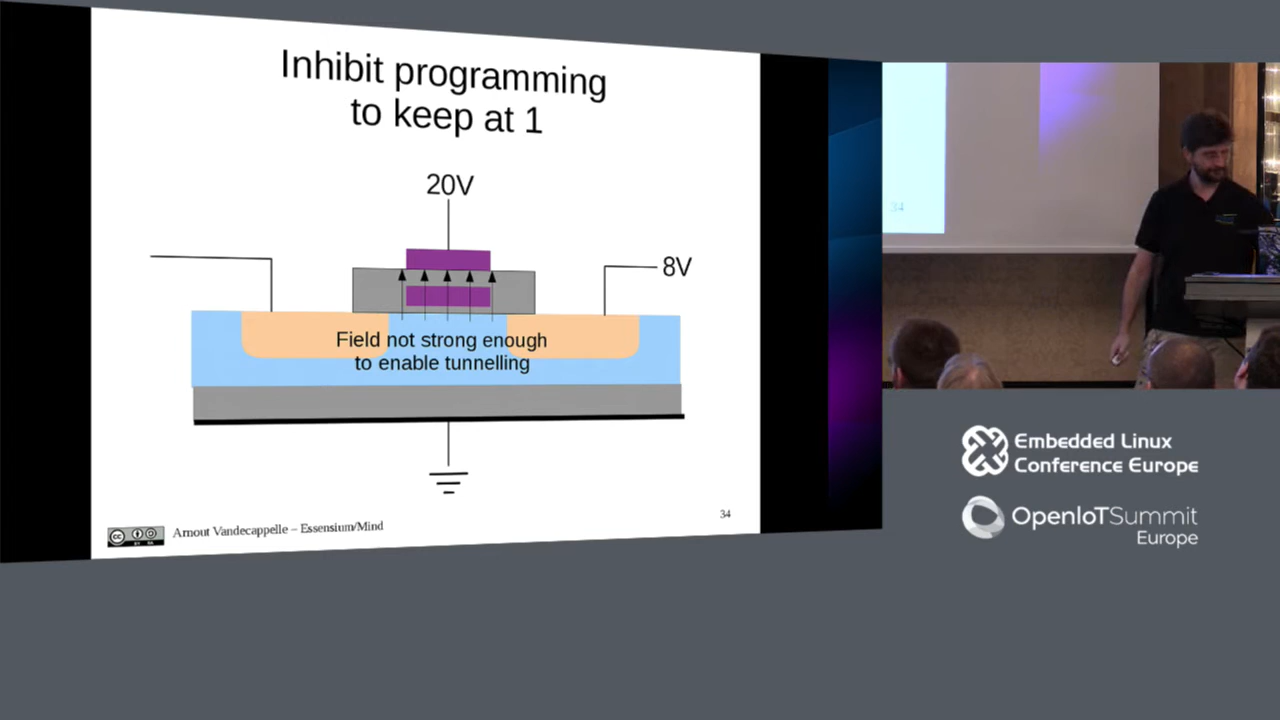 Inhibit programming
to keep at 1
20V
8V
Field not strong enough
to enable tunnelling
Arnout Vandecappelle – Essensium/Mind
34
34
Embedded Linux
Conference Europe
OpenIoTSummit
Europe